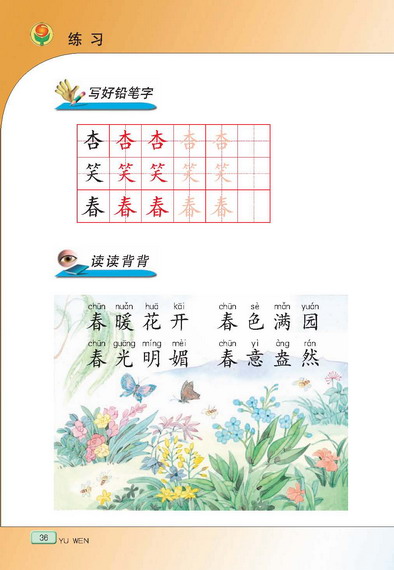 练习
写好铅笔字
杏 杏 杏 杏 杏
笑 笑 笑 笑 笑
春 春 春 春 春
读读背背
chūn nuǎn huā kāi chūn sè mǎn yuán
春暖花开 春色满园
chūn guāng míng mèi chūn yì àng rán
春光明媚 春意盎然
36 YU WEN